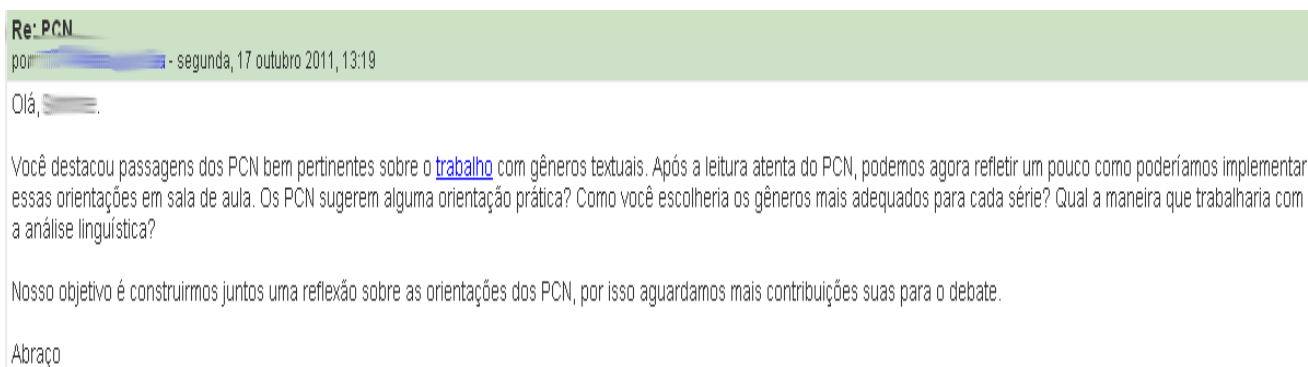 Re: PCN
por - segunda, 17 outubro 2011, 13:19
Olá,
Você destacou passagens dos PCN bem pertinentes sobre o trabalho com gêneros textuais. Após a leitura atenta do PCN, podemos agora refletir um pouco como poderíamos implementar
essas orientações em sala de aula. Os PCN sugerem alguma orientação prática? Como você escolheria os gêneros mais adequados para cada série? Qual a maneira que trabalharia com
a análise linguística?
Nosso objetivo é construirmos juntos uma reflexão sobre as orientações dos PCN, por isso aguardamos mais contribuições suas para o debate.
Abraço